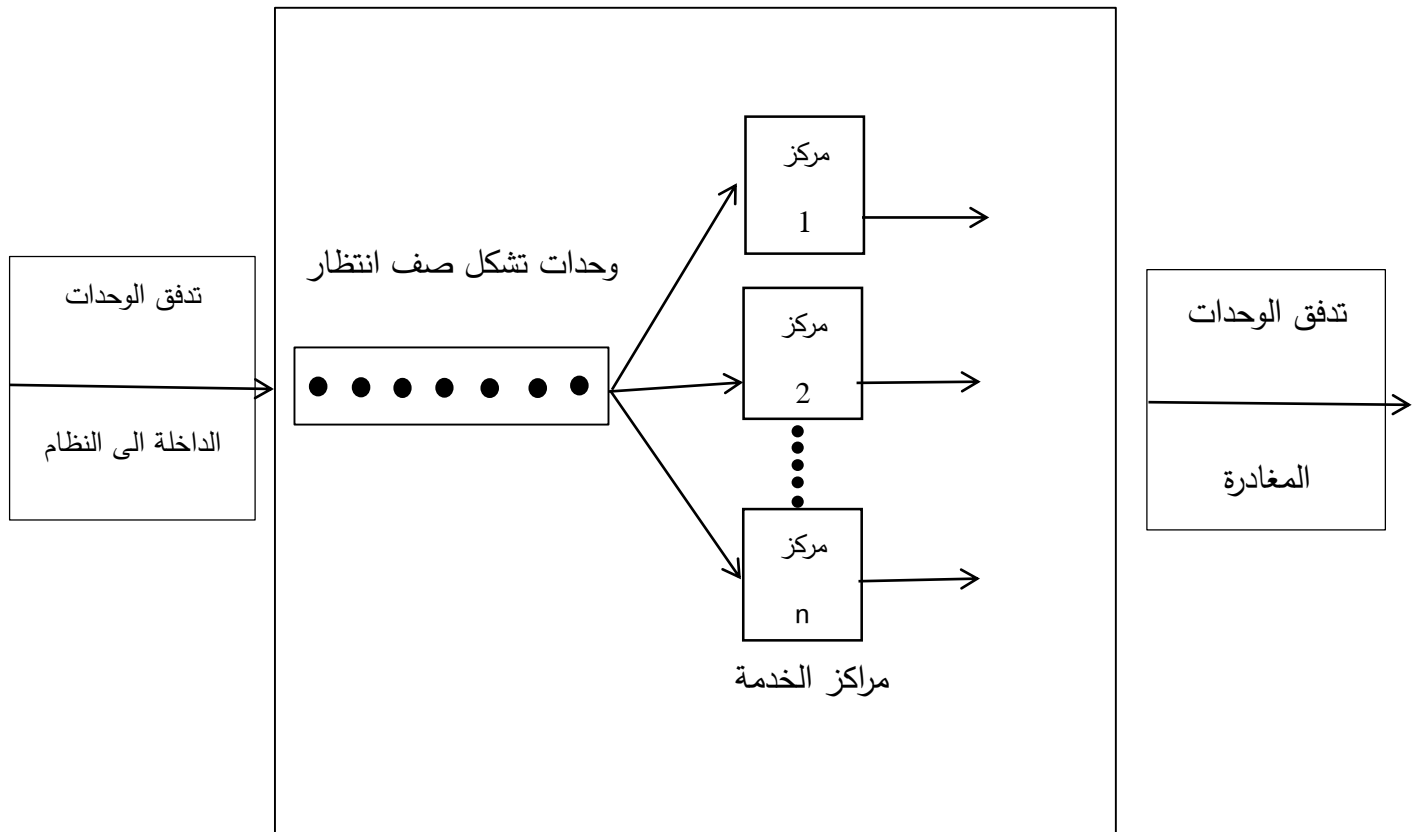 تدفق الوحدات
الداخلة الى النظام
وحدات تشكل صف انتظار
مركز
1
مركز
2
مركز
n
مراكز الخدمة
تدفق الوحدات
المغادرة